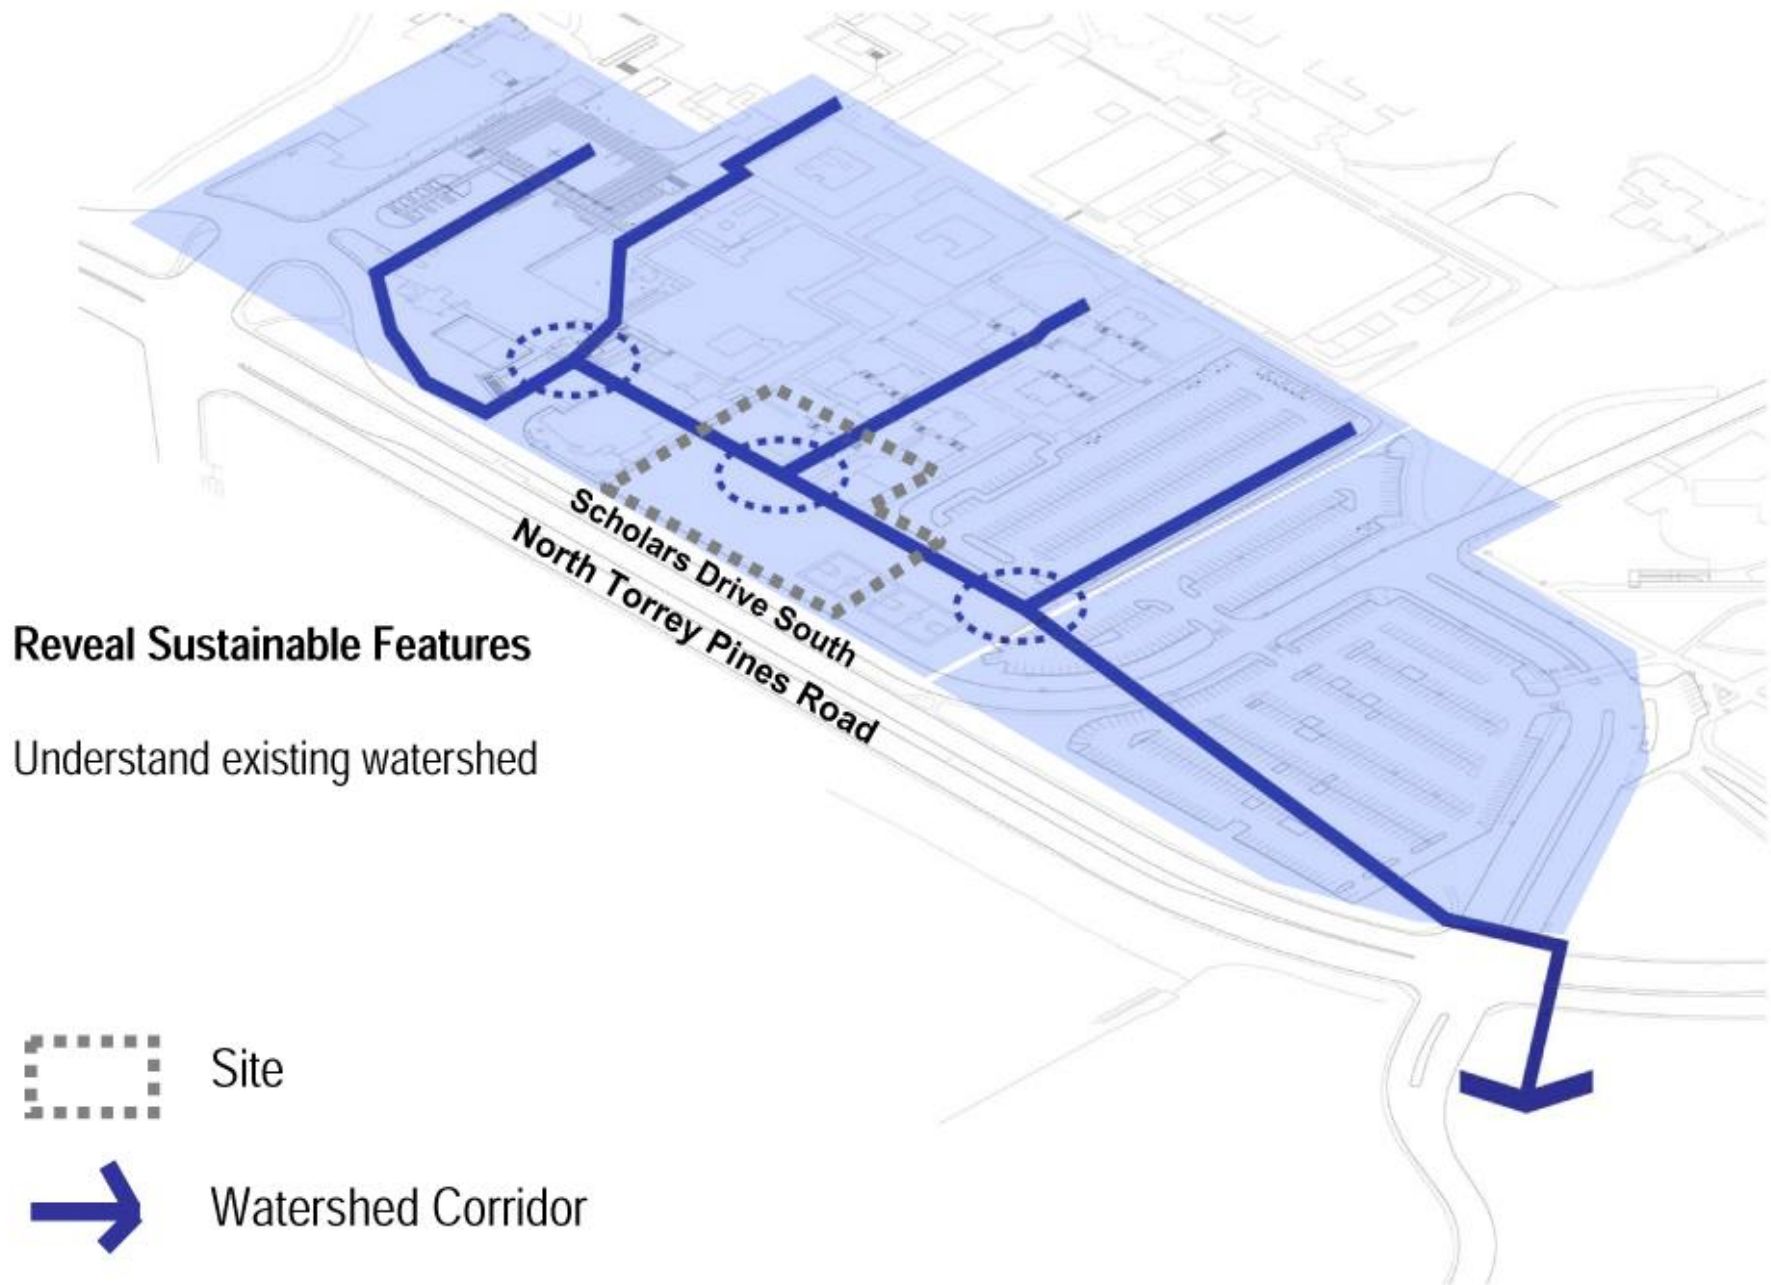 Scholars Drive South
North Torrey Pines Road
Reveal Sustainable Features
Understand existing watershed
Site
Watershed Corridor